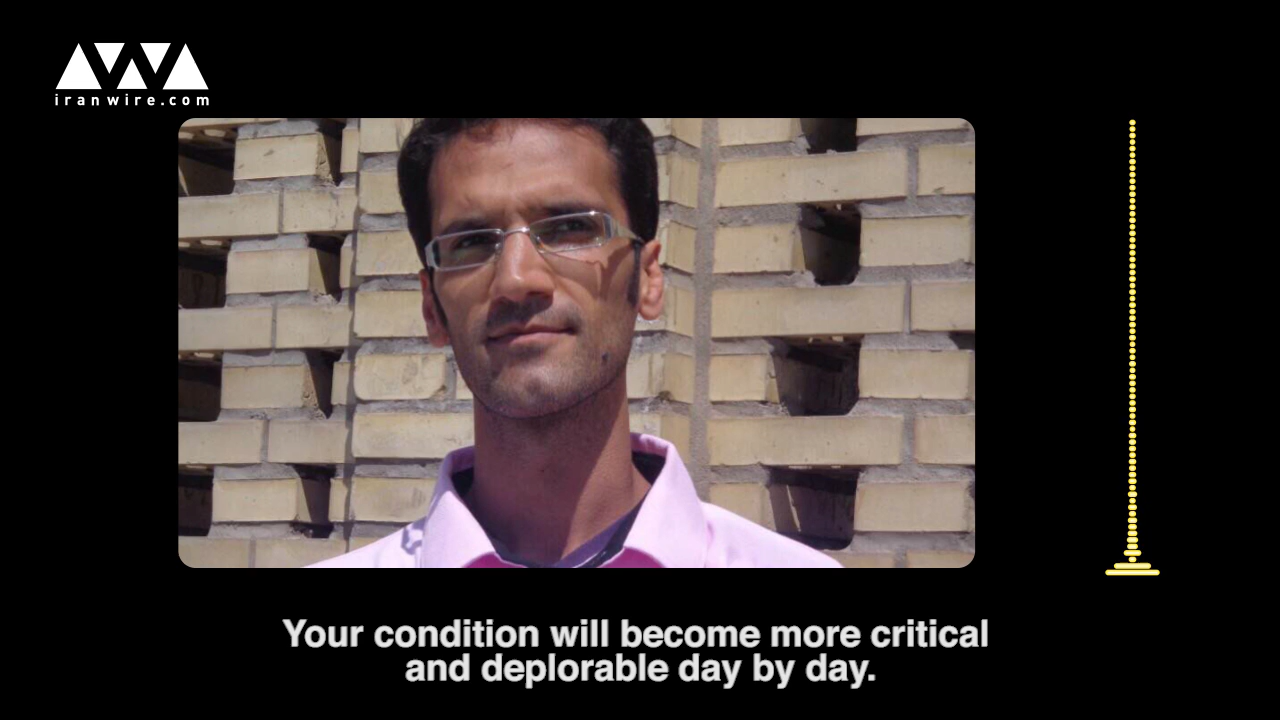 iranwire.com
Your condition will become more critical
and deplorable day by day.